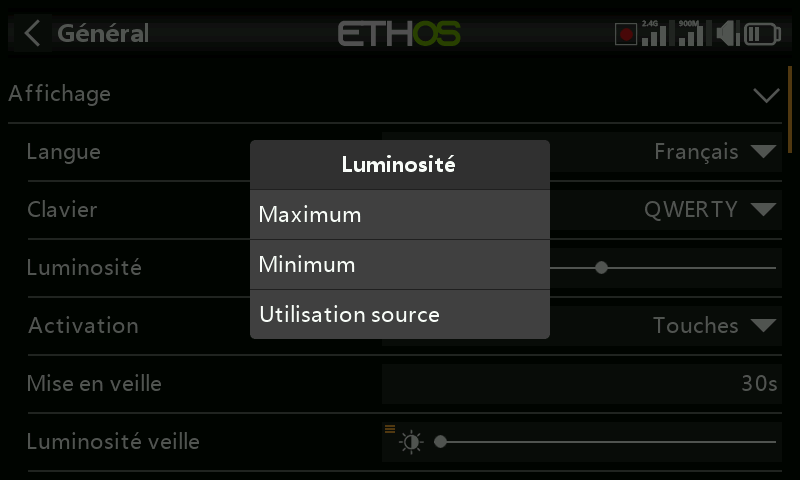 Général
ETHOS
2.4G
900M
Affichage
Langue
Français
Clavier
QWERTY
Luminosité
Activation
Touches
Mise en veille
30s
Luminosité veille
Luminosité
Maximum
Minimum
Utilisation source